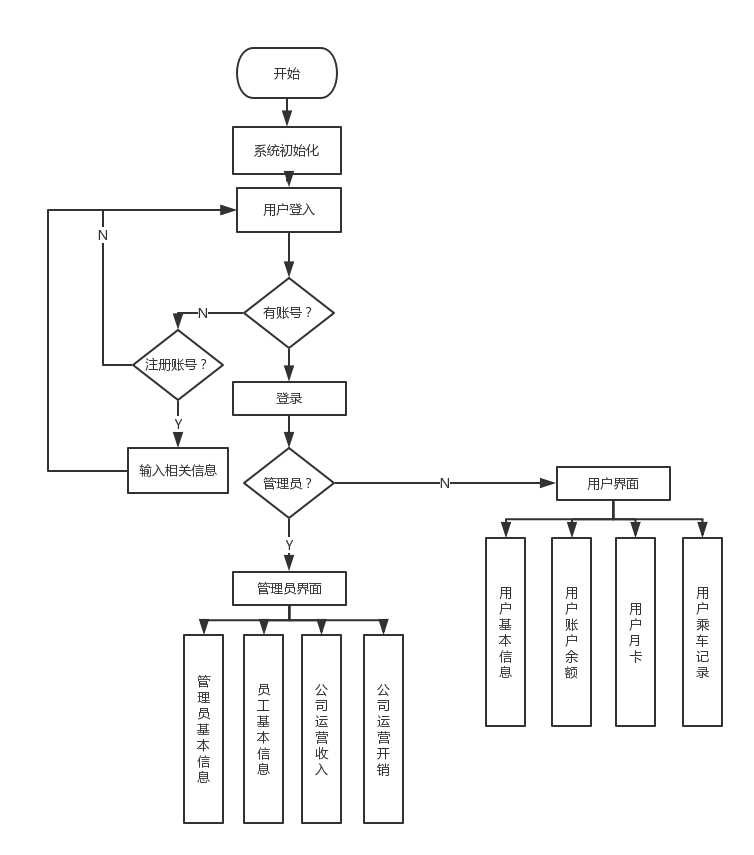 开始
系统初始化
用户登入
N
有账号？
N
注册账号？
登录
Y
输入相关信息
管理员？
N
用户界面
Y
管理员界面
用户基本信息
用户账户余额
用户月卡
用户乘车记录
管理员基本信息
员工基本信息
公司运营收入
公司运营开销